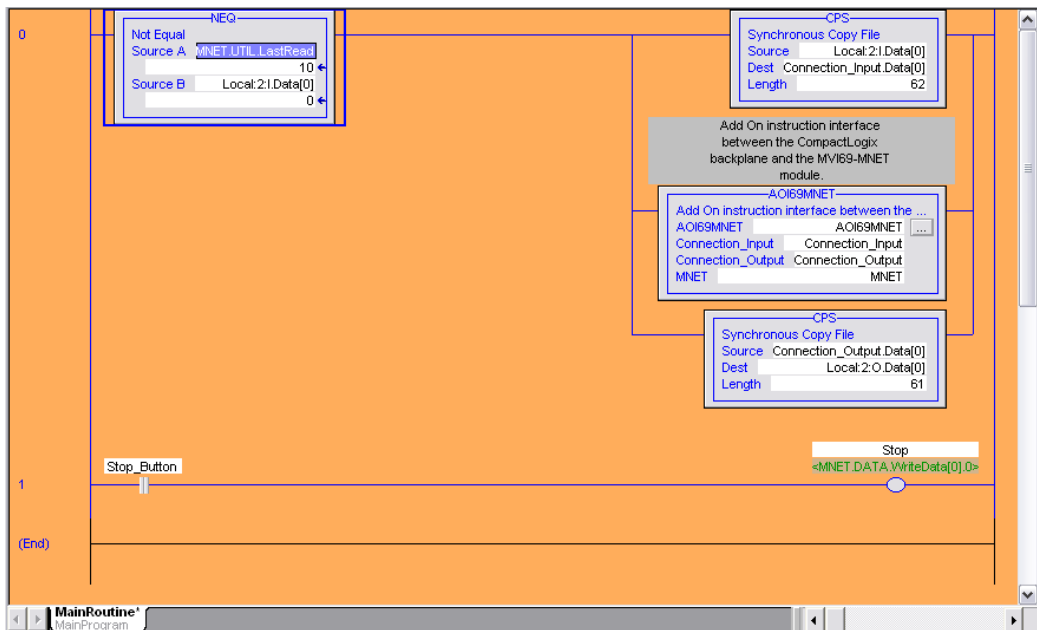 0
NEQ
Not Equal
Source A MNET.UTIL.LastRead
10
Source B Local:2:I.Data[0]
0
CPS
Synchronous Copy File
Source Local:2:I.Data[0]
Dest Connection_Input.Data[0]
Length 62
Add On instruction interface
between the CompactLogix
backplane and the MVI69-MNET
module.
AOI69MNET
Add On instruction interface between the ...
AOI69MNET AOI69MNET ...
Connection_Input Connection_Input
Connection_Output Connection_Output
MNET MNET
CPS
Synchronous Copy File
Source Connection_Output.Data[0]
Dest Local:2:O.Data[0]
Length 61
1
Stop_Button
Stop
<MNET.DATA.WriteData[0].0>
(End)
MainRoutine*
MainProgram